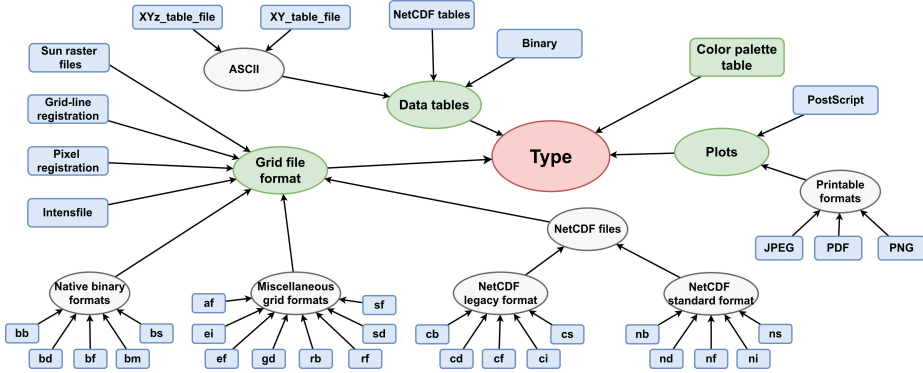 XYz_table_file
XY_table_file
NetCDF tables
Binary
Color palette
table
Sun raster
files
ASCII
Data tables
PostScript
Grid-line
registration
Type
Plots
Pixel
registration
Grid file
format
Printable
formats
Intensfile
NetCDF files
JPEG
PDF
PNG
Native binary
formats
Miscellaneous
grid formats
NetCDF
legacy format
NetCDF
standard format
bb
bd
bf
bm
bs
af
ei
ef
gd
rb
rf
sd
sf
cb
cd
cf
ci
cs
nb
nd
nf
ni
ns